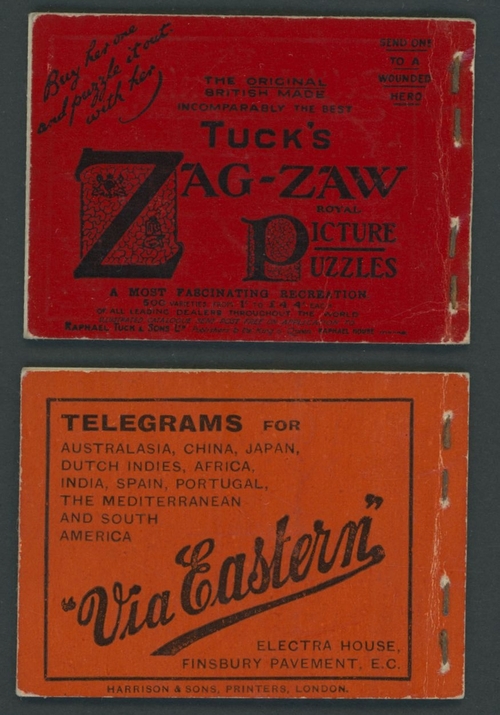 Buy her one
and puzzle it out
with her
SEND ONE
TO A
WOUNDED
HERO
THE ORIGINAL
BRITISH MADE
INCOMPARABLY THE BEST
TUCK'S
ZAG-ZAW
ROYAL
PICTURE
PUZZLES
A MOST FASCINATING RECREATION
OF ALL LEADING DEALERS THROUGHOUT THE WORLD
RAPHAEL TUCK & SONS LTD
RAPHAEL HOUSE
TELEGRAMS FOR
AUSTRALASIA, CHINA, JAPAN,
DUTCH INDIES, AFRICA,
INDIA, SPAIN, PORTUGAL,
THE MEDITERRANEAN
AND SOUTH
AMERICA
"Via Eastern"
ELECTRA HOUSE,
FINSBURY PAVEMENT, E.C.
HARRISON & SONS, PRINTERS, LONDON.